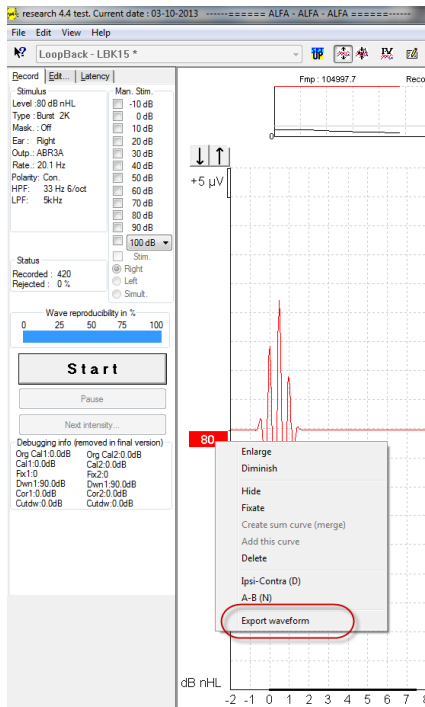 research 4.4 test. Current date : 03-10-2013 ------====== ALFA - ALFA - ALFA ======------
File Edit View Help
LoopBack - LBK15 *
Record Edit... Latency
Stimulus
Level :80 dB nHL
Type : Burst 2K
Mask. : Off
Ear : Right
Outp.: ABR3A
Rate.: 20.1 Hz
Polarity: Con.
HPF: 33 Hz 6/oct
LPF: 5kHz
Man. Stim.
-10 dB
0 dB
10 dB
20 dB
30 dB
40 dB
50 dB
60 dB
70 dB
80 dB
90 dB
100 dB
Stim.
Right
Left
Simult.
Status
Recorded : 420
Rejected : 0 %
Wave reproducibility in %
0 25 50 75 100
Start
Pause
Next intensity...
Debugging info (removed in final version)
Org Cal1:0.0dB Org Cal2:0.0dB
Cal1:0.0dB Cal2:0.0dB
Fix1:0 Fix2:0
Dwn1:90.0dB Dwn1:90.0dB
Cor1:0.0dB Cor2:0.0dB
Cutdw:0.0dB Cutdw:0.0dB
Fmp: 104997.7 Reco
0
+5 µV
80
Enlarge
Diminish
Hide
Fixate
Create sum curve (merge)
Add this curve
Delete
Ipsi-Contra (D)
A-B (N)
Export waveform
dB nHL
-2 -1 0 1 2 3 4 5 6 7 8